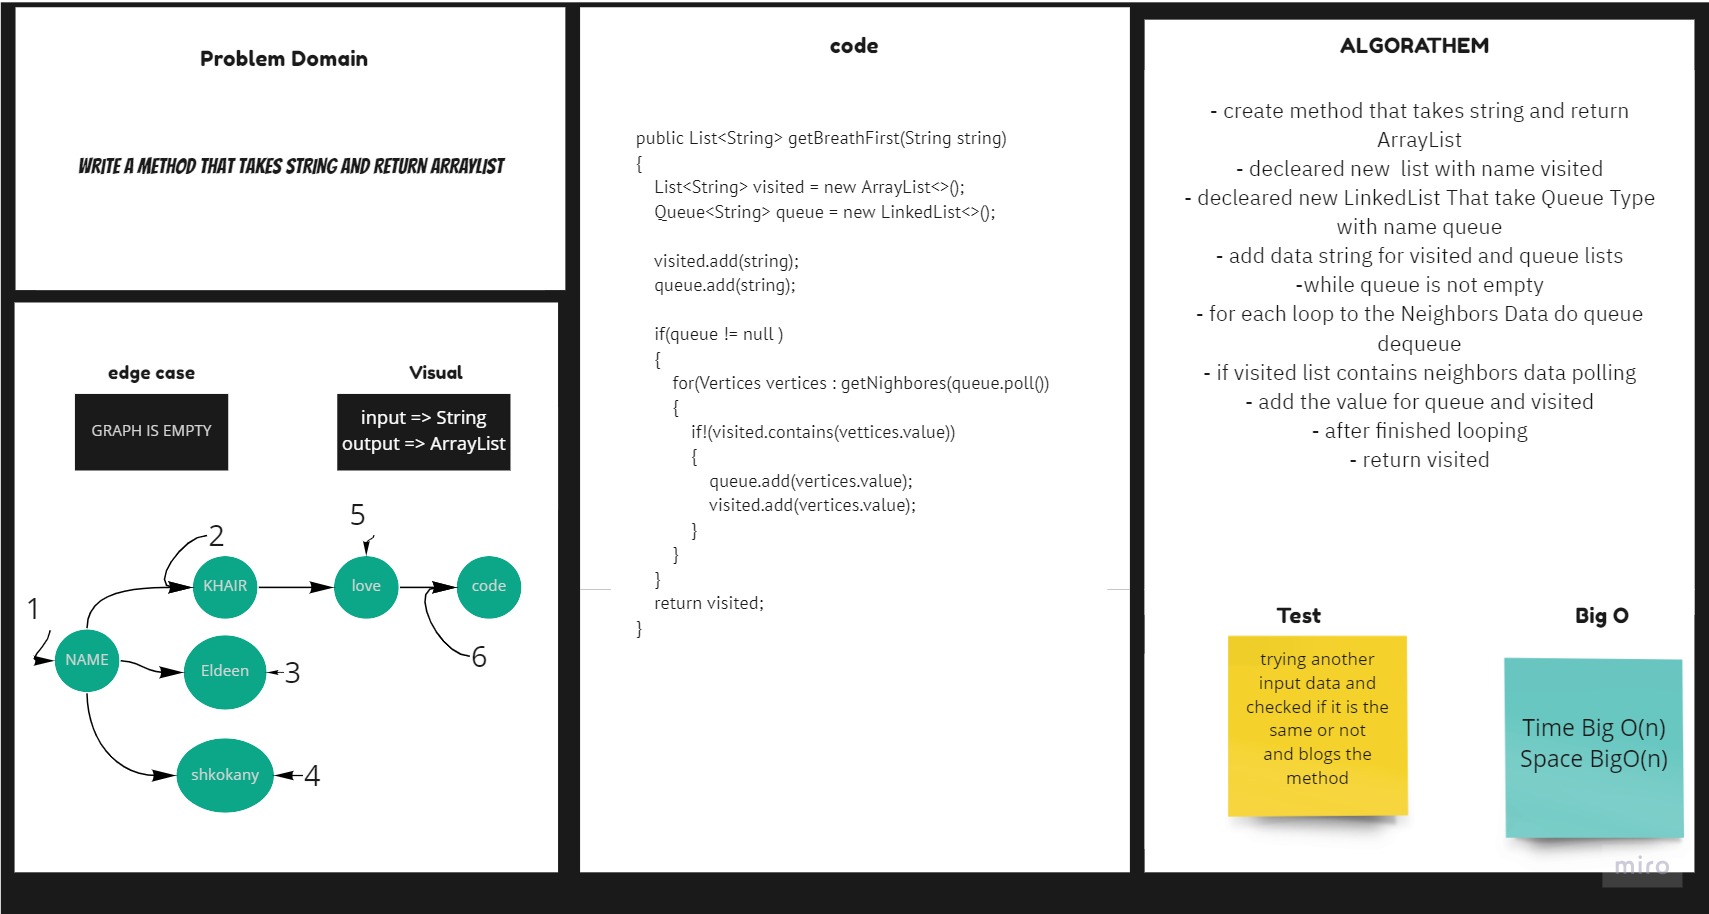 Problem Domain
WRITE A METHOD THAT TAKES STRING AND RETURN ARRAYLIST
edge case
GRAPH IS EMPTY
Visual
input => String
output => ArrayList
1
2
3
4
5
6
NAME
KHAIR
love
code
Eldeen
shkokany
code
public List<String> getBreathFirst(String string)
{
List<String> visited = new ArrayList<>();
Queue<String> queue = new LinkedList<>();
visited.add(string);
queue.add(string);
if(queue != null )
{
for(Vertices vertices : getNighbores(queue.poll())
{
if!(visited.contains(vettices.value))
{
queue.add(vertices.value);
visited.add(vertices.value);
}
}
}
return visited;
}
ALGORATHEM
- create method that takes string and return
ArrayList
- decleared new  list with name visited
- decleared new LinkedList That take Queue Type
with name queue
- add data string for visited and queue lists
-while queue is not empty
- for each loop to the Neighbors Data do queue
dequeue
- if visited list contains neighbors data polling
- add the value for queue and visited
- after finished looping
- return visited
Test
trying another
input data and
checked if it is the
same or not
and blogs the
method
Big O
Time Big O(n)
Space BigO(n)
miro